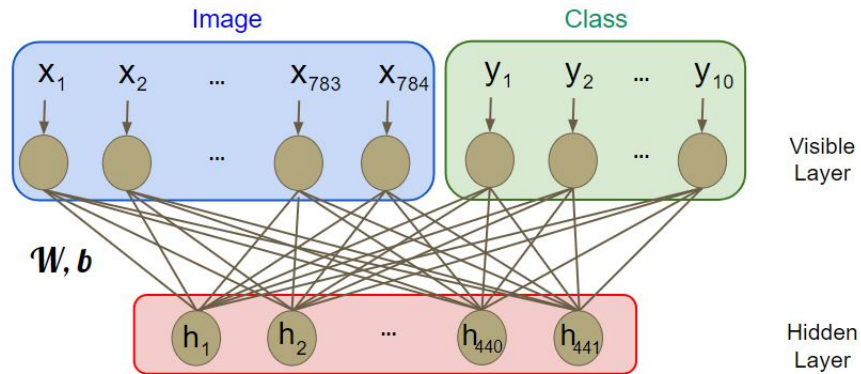 Image Class
x₁ x₂ ... x₇₈₃ x₇₈₄ y₁ y₂ ... y₁₀
... ...
Visible
Layer
W, b
h₁ h₂ ... h₄₄₀ h₄₄₁
Hidden
Layer